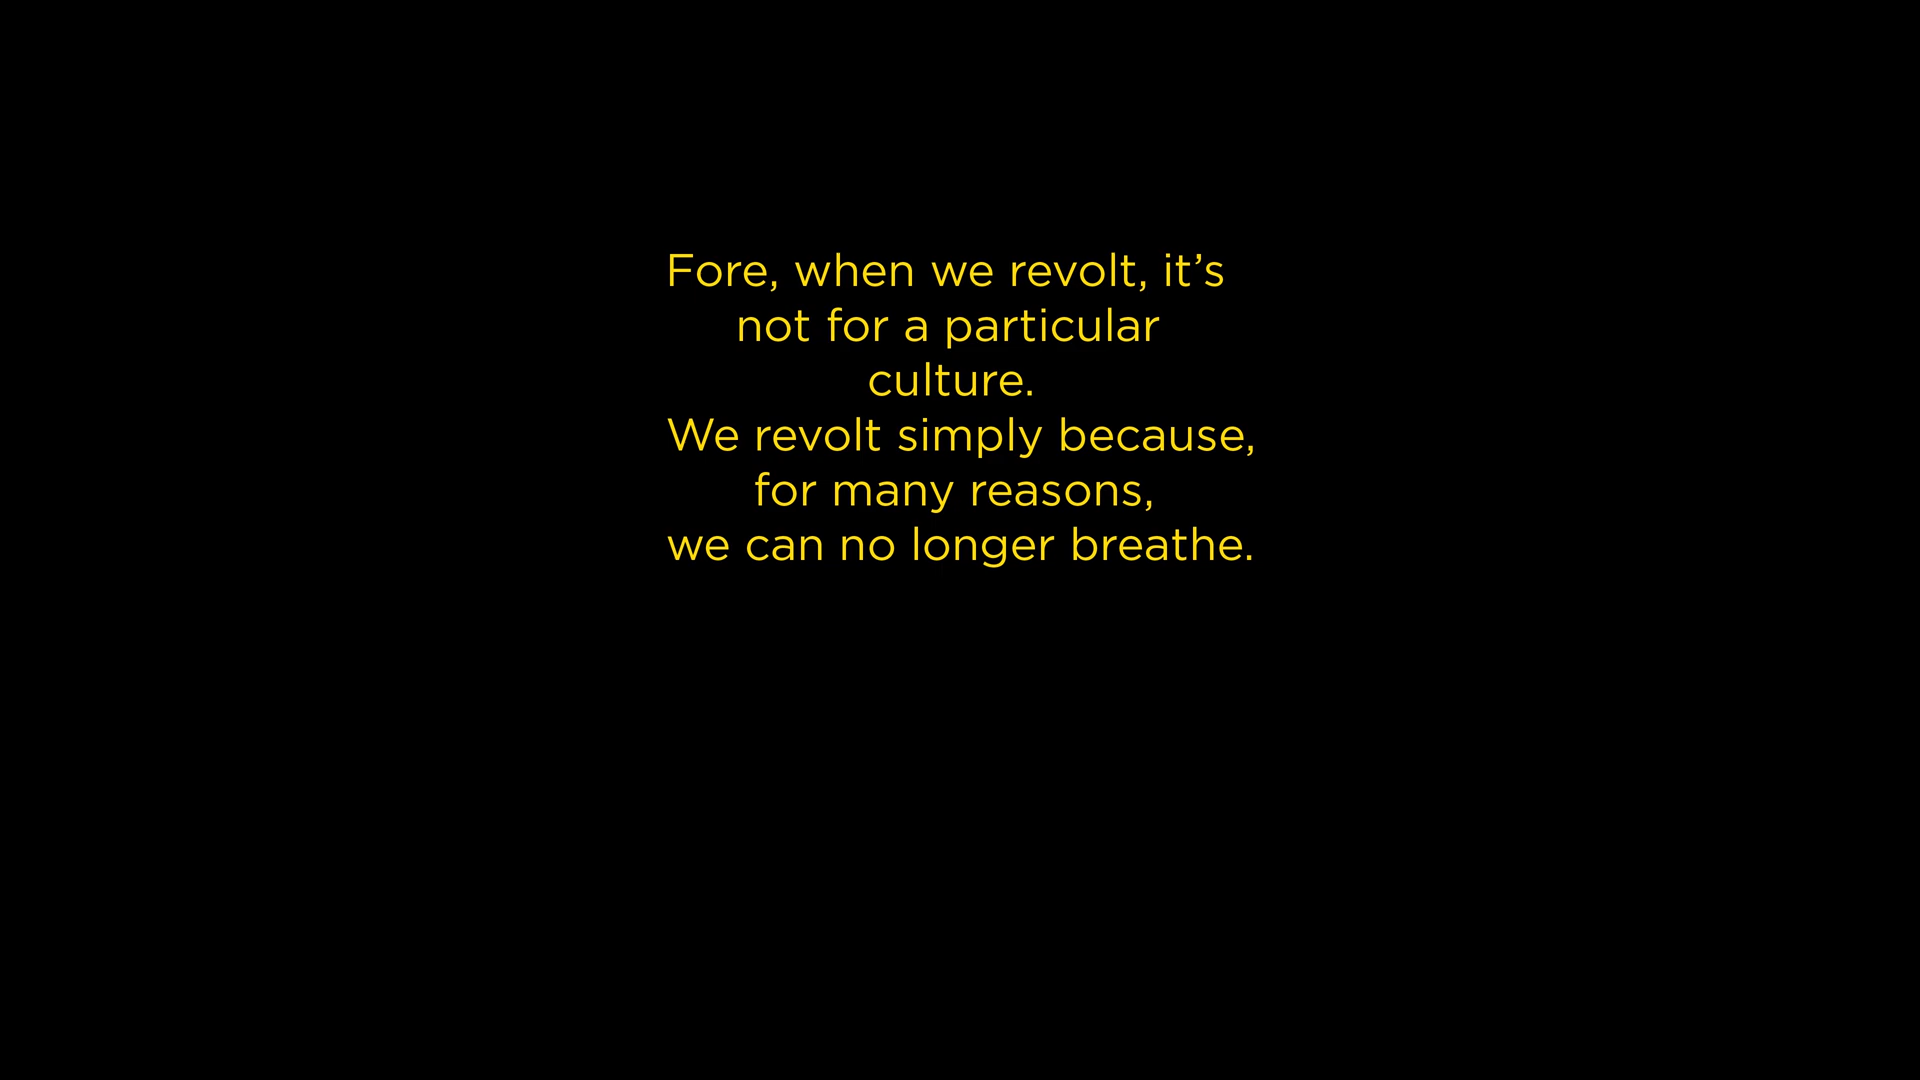 Fore, when we revolt, it’s
not for a particular
culture.
We revolt simply because,
for many reasons,
we can no longer breathe.